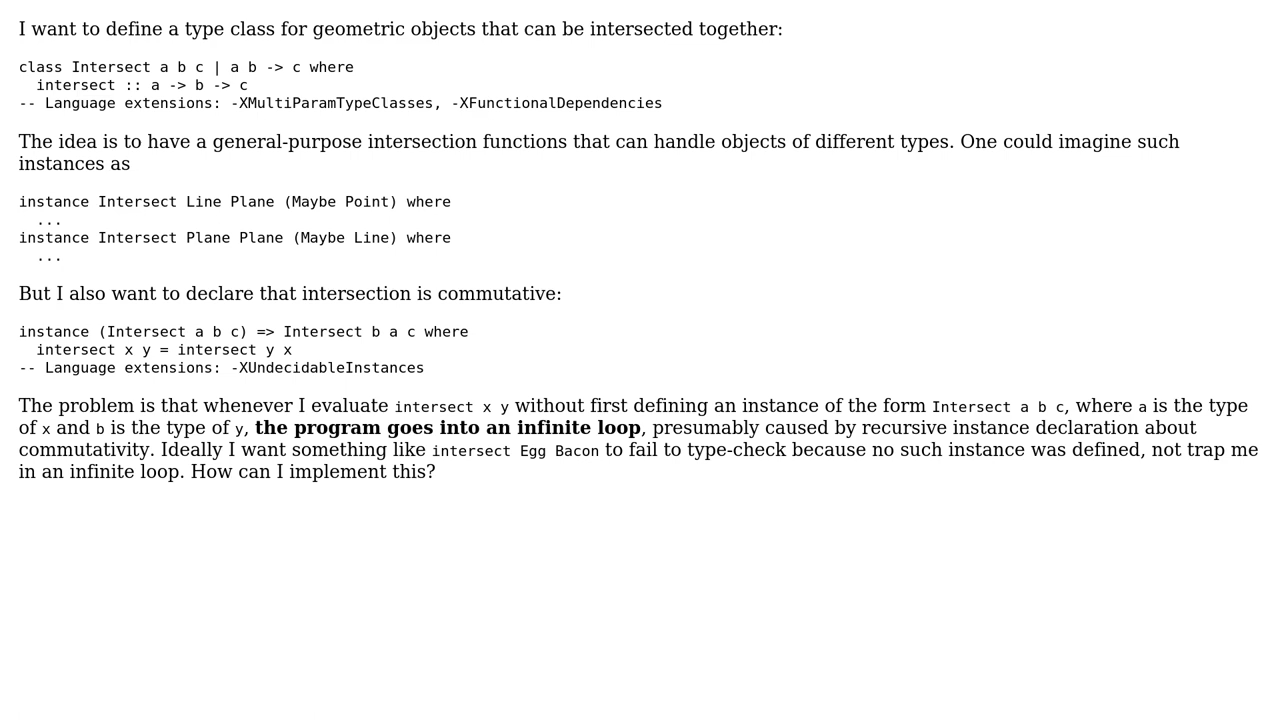 I want to define a type class for geometric objects that can be intersected together:
class Intersect a b c | a b -> c where
  intersect :: a -> b -> c
-- Language extensions: -XMultiParamTypeClasses, -XFunctionalDependencies
The idea is to have a general-purpose intersection functions that can handle objects of different types. One could imagine such
instances as
instance Intersect Line Plane (Maybe Point) where
  ...
instance Intersect Plane Plane (Maybe Line) where
  ...
But I also want to declare that intersection is commutative:
instance (Intersect a b c) => Intersect b a c where
  intersect x y = intersect y x
-- Language extensions: -XUndecidableInstances
The problem is that whenever I evaluate intersect x y without first defining an instance of the form Intersect a b c, where a is the type
of x and b is the type of y, the program goes into an infinite loop, presumably caused by recursive instance declaration about
commutativity. Ideally I want something like intersect Egg Bacon to fail to type-check because no such instance was defined, not trap me
in an infinite loop. How can I implement this?